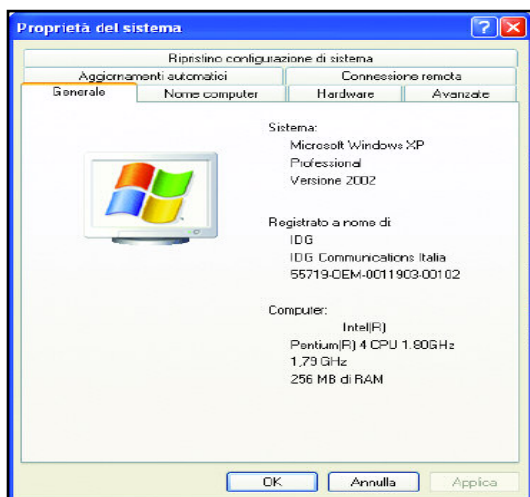 Proprietà del sistema
Ripristino configurazione di sistema
Aggiornamenti automatici Connessione remota
Generale Nome computer Hardware Avanzate
Sistema:
Microsoft Windows XP
Professional
Versione 2002
Registrato a nome di:
IDG
IDG Communications Italia
55719-OEM-0011903-00102
Computer:
Intel(R)
Pentium(R) 4 CPU 1.80GHz
1,79 GHz
256 MB di RAM
OK Annulla Applica